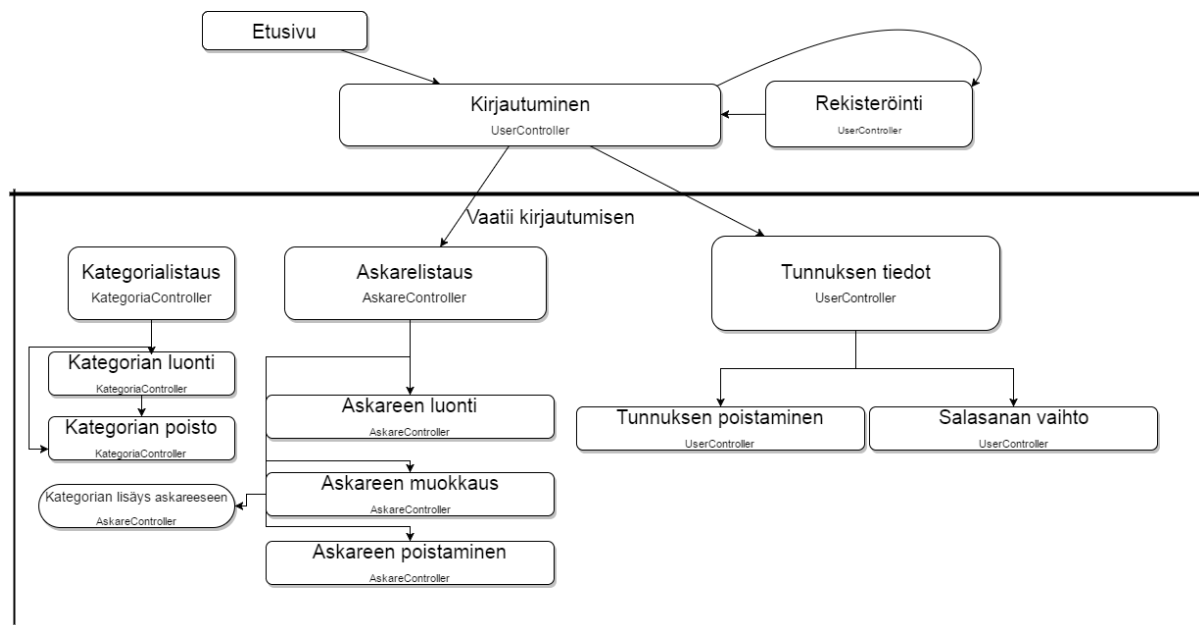 Etusivu
Kirjautuminen
UserController
Rekisteröinti
UserController
Vaatii kirjautumisen
Kategorialistaus
KategoriaController
Askarelistaus
AskareController
Tunnuksen tiedot
UserController
Kategorian luonti
KategoriaController
Kategorian poisto
KategoriaController
Kategorian lisäys askareeseen
AskareController
Askareen luonti
AskareController
Askareen muokkaus
AskareController
Askareen poistaminen
AskareController
Tunnuksen poistaminen
UserController
Salasanan vaihto
UserController